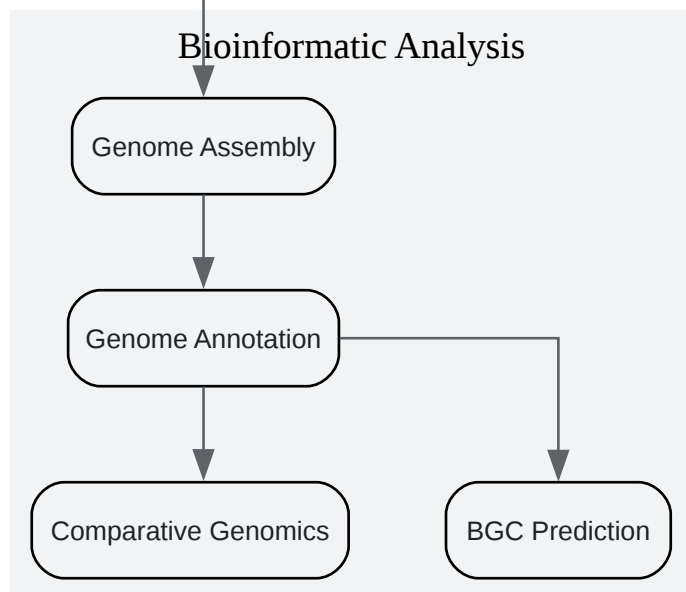 Bioinformatic Analysis
Genome Assembly
Genome Annotation
Comparative Genomics
BGC Prediction